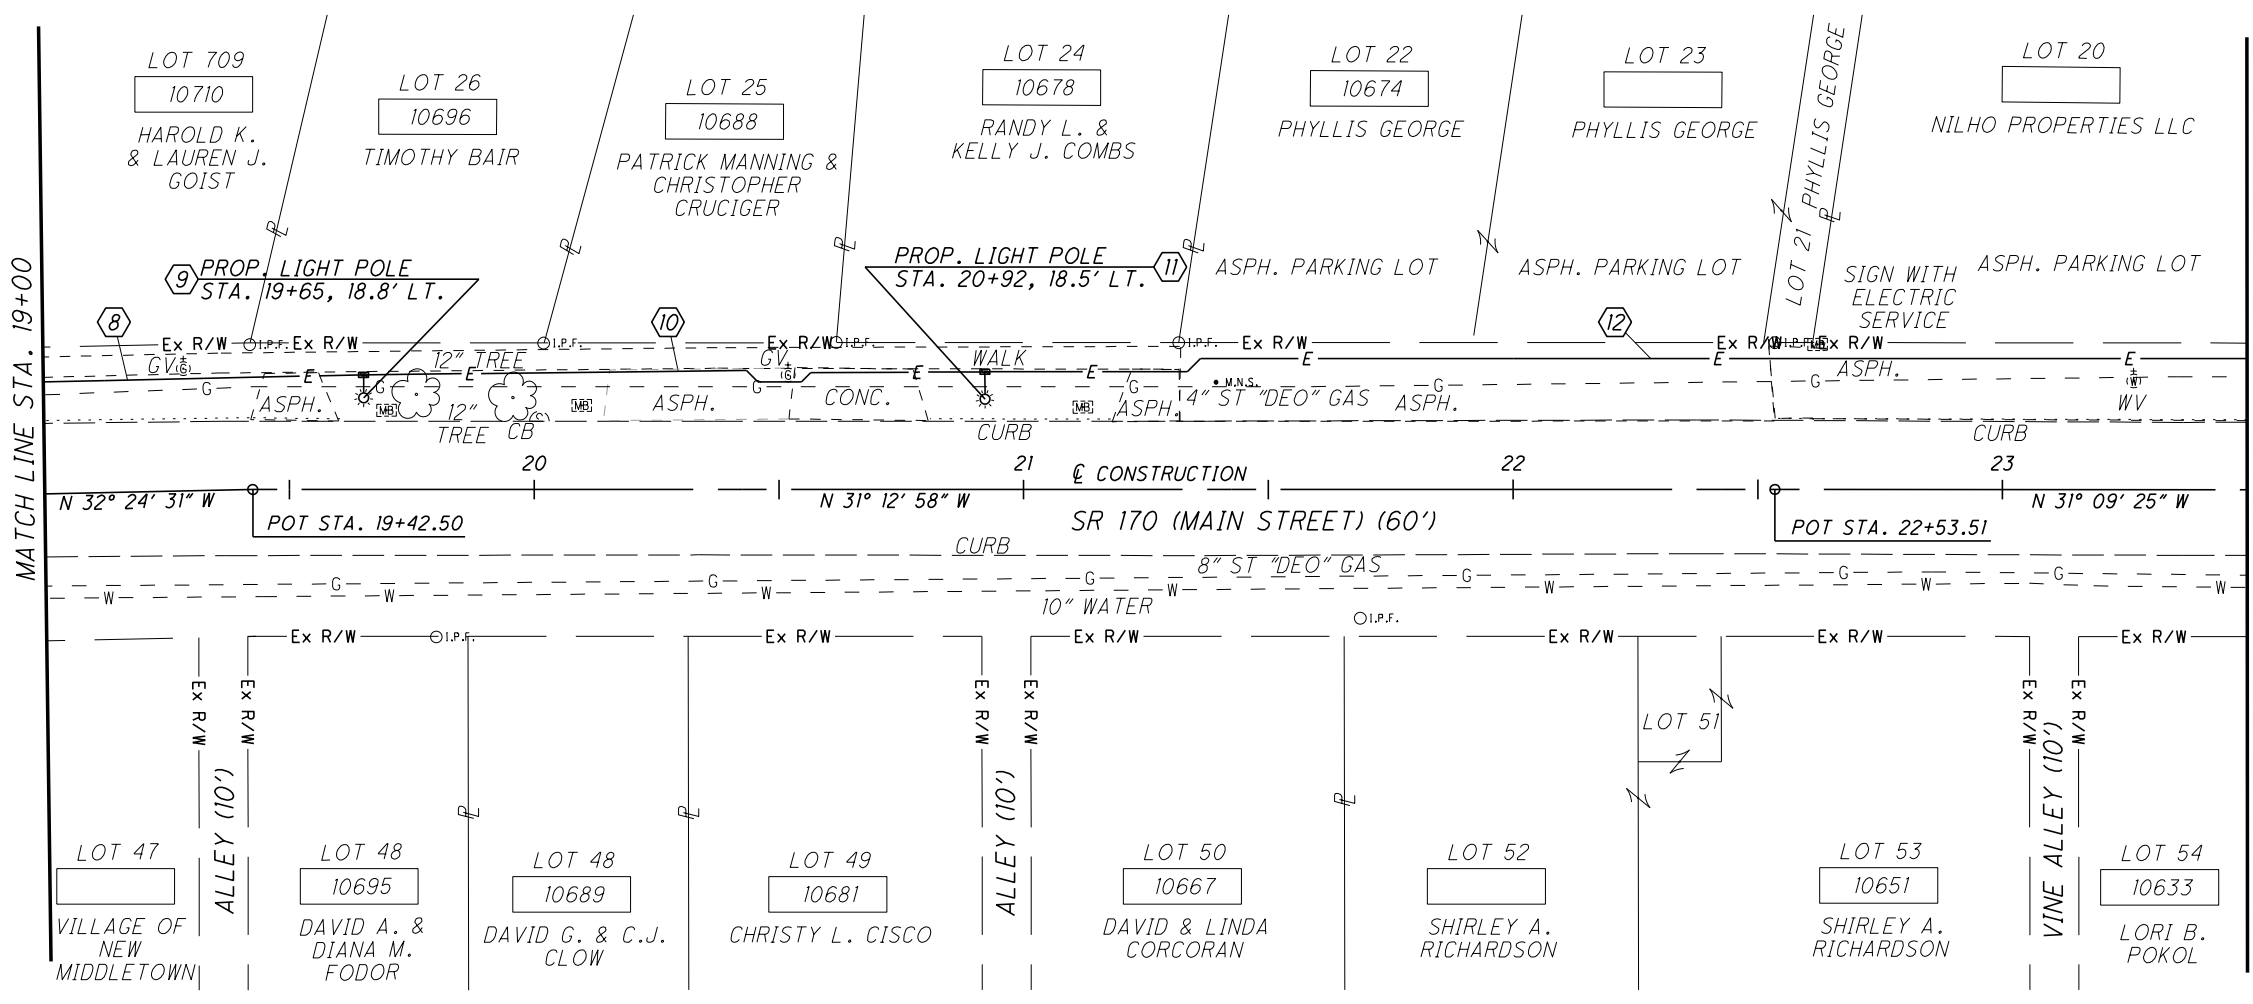 LOT 709
10710
HAROLD K.
& LAUREN J.
GOIST
LOT 26
10696
TIMOTHY BAIR
LOT 25
10688
PATRICK MANNING &
CHRISTOPHER
CRUCIGER
LOT 24
10678
RANDY L. &
KELLY J. COMBS
LOT 22
10674
PHYLLIS GEORGE
LOT 23
PHYLLIS GEORGE
LOT 21 PHYLLIS GEORGE
LOT 20
NILHO PROPERTIES LLC
MATCH LINE STA. 19+00
9
PROP. LIGHT POLE
STA. 19+65, 18.8' LT.
PROP. LIGHT POLE
STA. 20+92, 18.5' LT.
11
ASPH. PARKING LOT
ASPH. PARKING LOT
SIGN WITH
ELECTRIC
SERVICE
ASPH. PARKING LOT
8
10
12
Ex R/W
I.P.F.
Ex R/W
I.P.F.
Ex R/W
I.P.F.
I.P.F.
Ex R/W
Ex R/W
I.P.F.
MB
Ex R/W
GV
G
12" TREE
GV
G
WALK
E
E
E
E
E
E
E
G
G
G
G
G
G
M.N.S.
ASPH.
W
WV
ASPH.
MB
12"
TREE
CB
MB
ASPH.
CONC.
MB
ASPH.
4" ST "DEO" GAS
ASPH.
CURB
CURB
20
21
22
23
℄ CONSTRUCTION
N 32° 24' 31" W
N 31° 12' 58" W
N 31° 09' 25" W
POT STA. 19+42.50
SR 170 (MAIN STREET) (60')
POT STA. 22+53.51
CURB
8" ST "DEO" GAS
G
G
G
G
G
G
W
W
W
W
W
W
W
10" WATER
I.P.F.
Ex R/W
I.P.F.
Ex R/W
Ex R/W
Ex R/W
Ex R/W
Ex R/W
Ex R/W
Ex R/W
Ex R/W
Ex R/W
Ex R/W
Ex R/W
LOT 51
ALLEY (10')
ALLEY (10')
VINE ALLEY (10')
LOT 47
VILLAGE OF
NEW
MIDDLETOWN
LOT 48
10695
DAVID A. &
DIANA M.
FODOR
LOT 48
10689
DAVID G. & C.J.
CLOW
LOT 49
10681
CHRISTY L. CISCO
LOT 50
10667
DAVID & LINDA
CORCORAN
LOT 52
SHIRLEY A.
RICHARDSON
LOT 53
10651
SHIRLEY A.
RICHARDSON
LOT 54
10633
LORI B.
POKOL